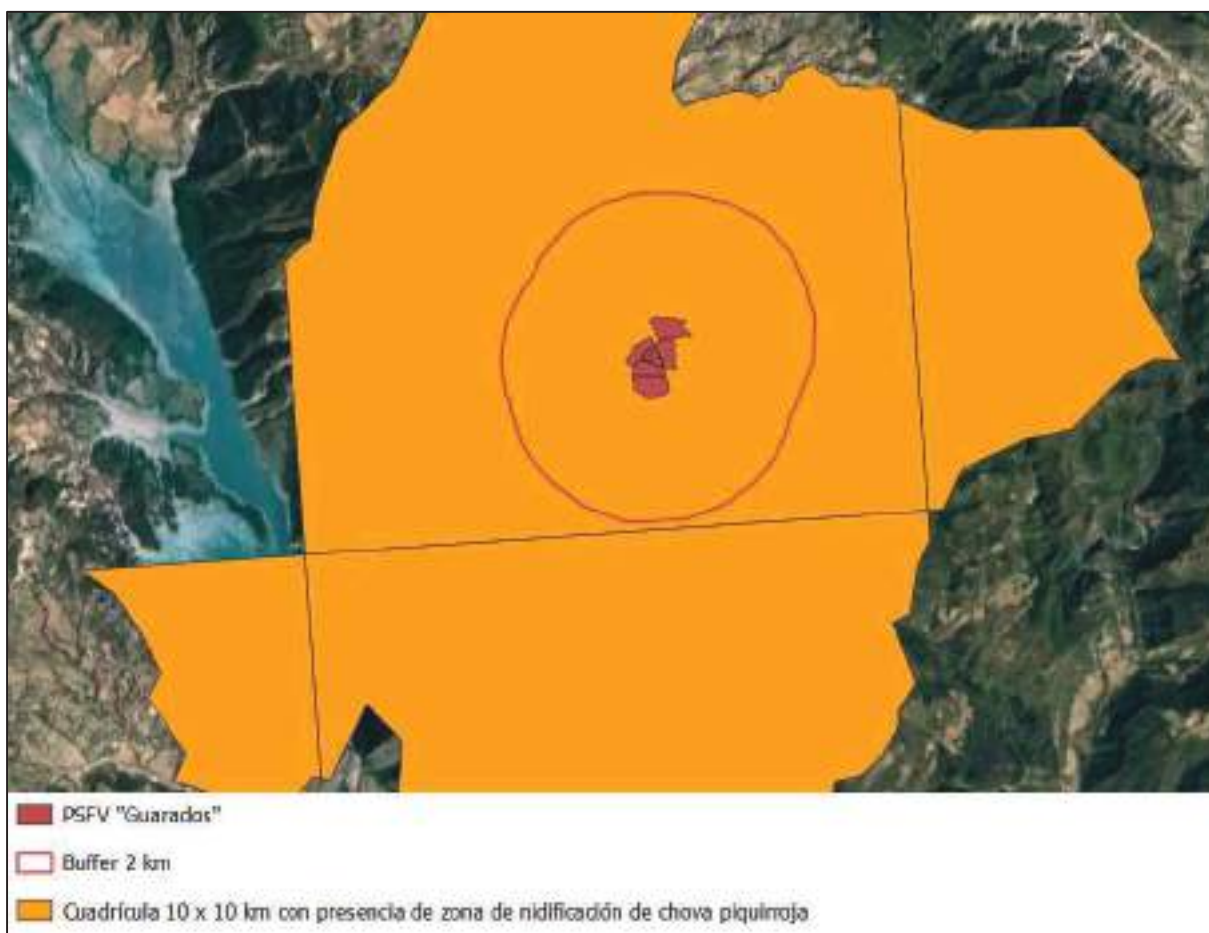 PSFV "Guarados"
Buffer 2 km
Cuadrícula 10 x 10 km con presencia de zona de nidificación de chova piquirroja